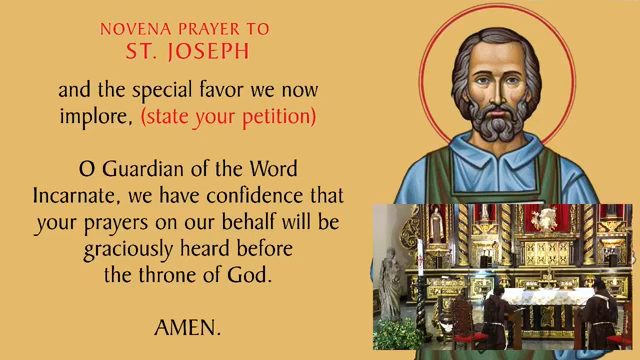 NOVENA PRAYER TO
ST. JOSEPH
and the special favor we now
implore, (state your petition)
O Guardian of the Word
Incarnate, we have confidence that
your prayers on our behalf will be
graciously heard before
the throne of God.
AMEN.